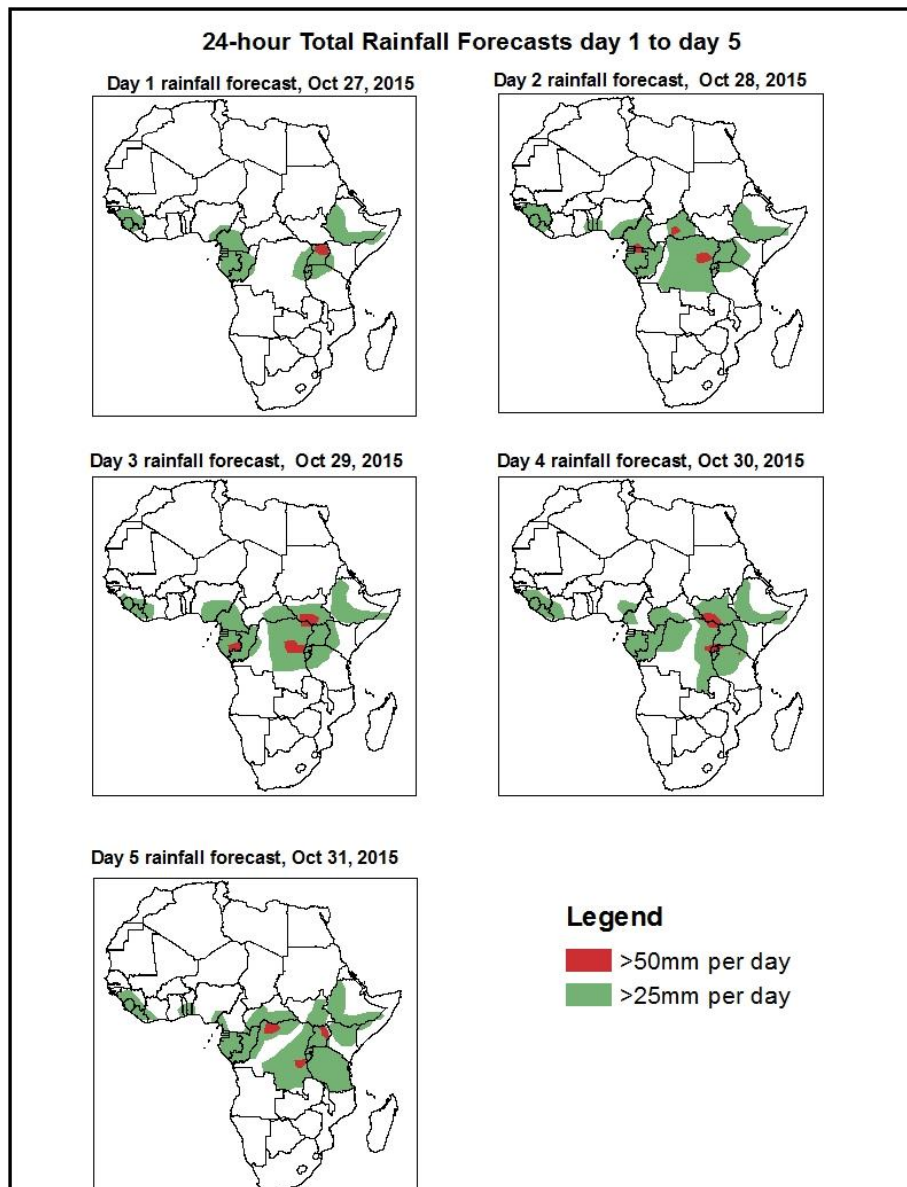 24-hour Total Rainfall Forecasts day 1 to day 5
Day 1 rainfall forecast, Oct 27, 2015
Day 2 rainfall forecast,  Oct 28, 2015
Day 3 rainfall forecast,  Oct 29, 2015
Day 4 rainfall forecast, Oct 30, 2015
Day 5 rainfall forecast, Oct 31, 2015
Legend
>50mm per day
>25mm per day